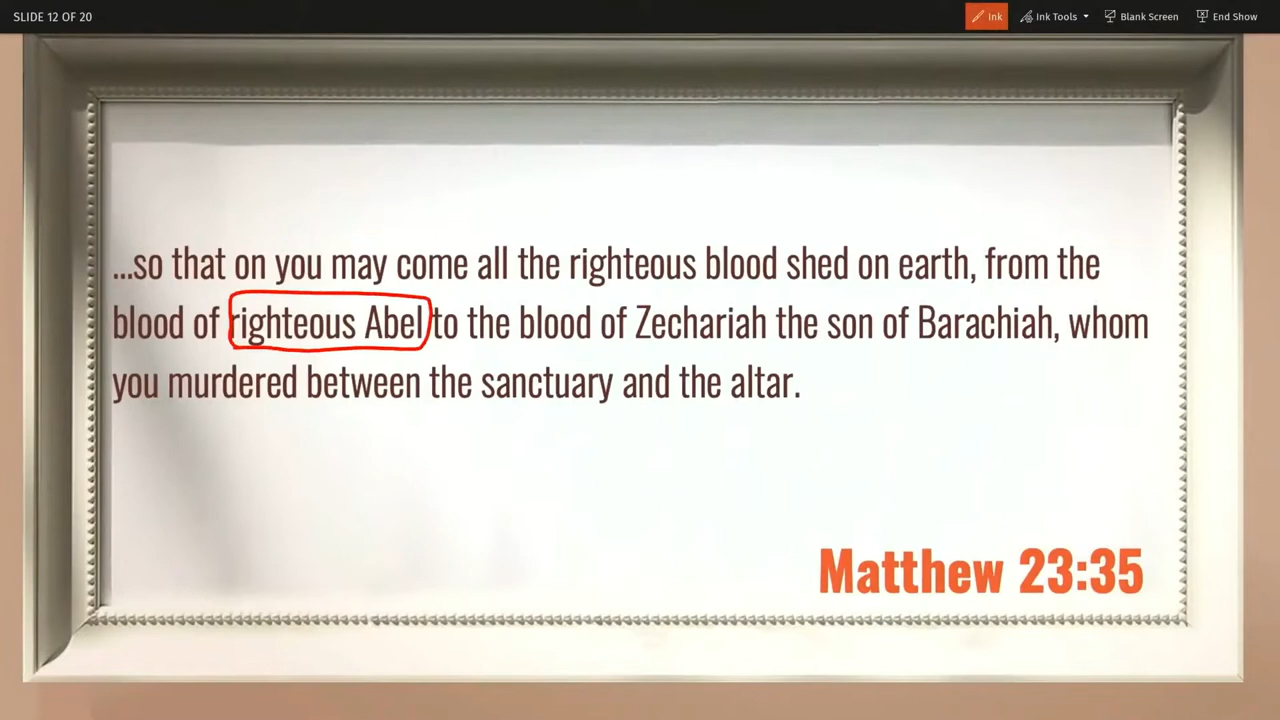 SLIDE 12 OF 20
Ink
Ink Tools
Blank Screen
End Show
...so that on you may come all the righteous blood shed on earth, from the
blood of righteous Abel to the blood of Zechariah the son of Barachiah, whom
you murdered between the sanctuary and the altar.
Matthew 23:35